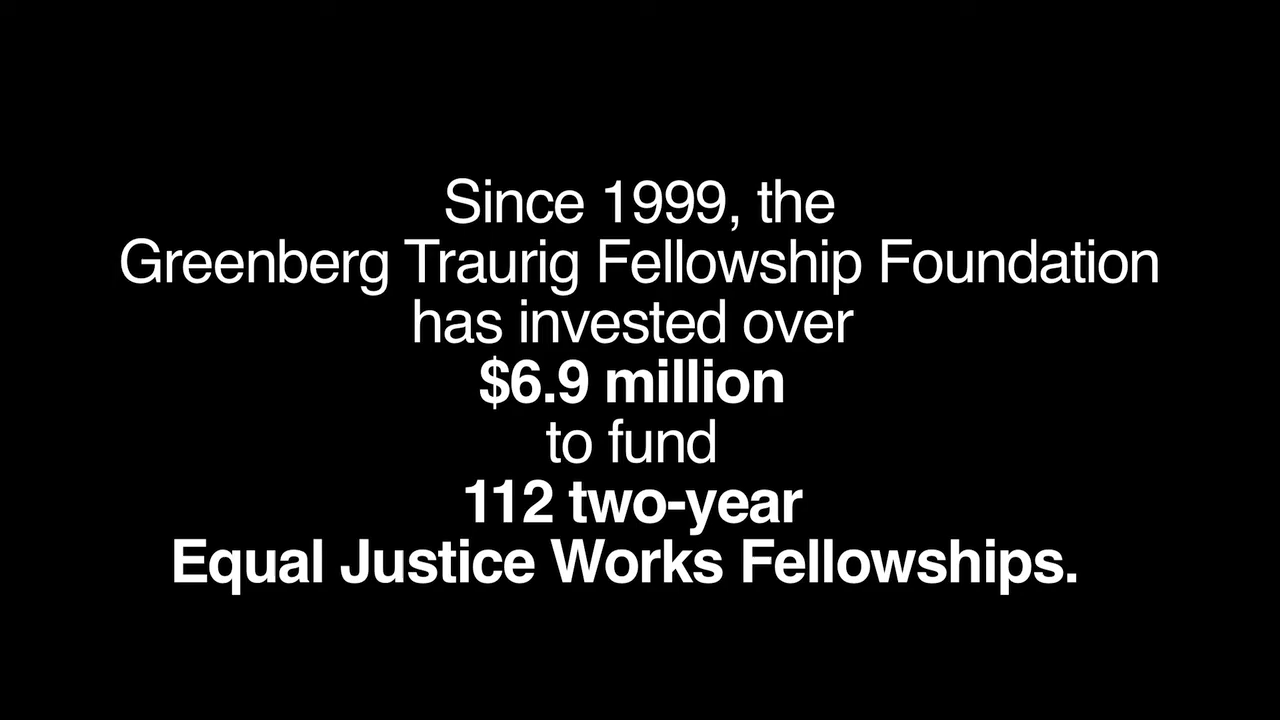 Since 1999, the
Greenberg Traurig Fellowship Foundation
has invested over
$6.9 million
to fund
112 two-year
Equal Justice Works Fellowships.